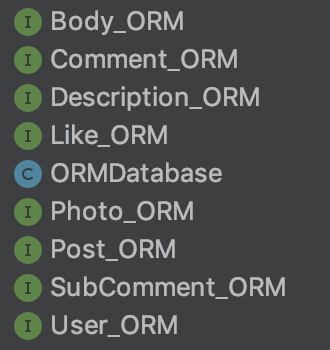 I Body_ORM
I Comment_ORM
I Description_ORM
I Like_ORM
C ORMDatabase
I Photo_ORM
I Post_ORM
I SubComment_ORM
I User_ORM